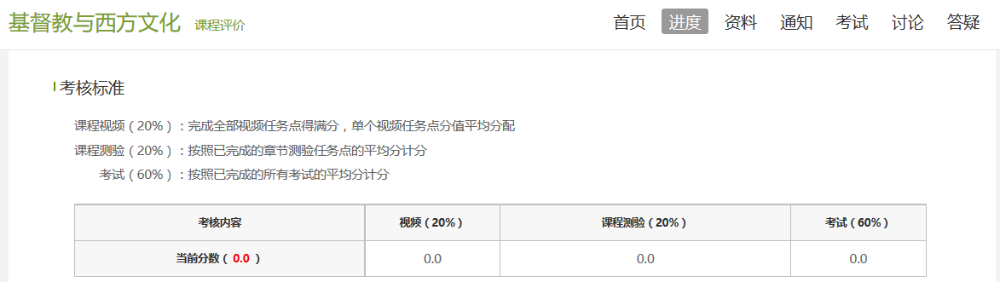 基督教与西方文化 课程评价 首页 进度 资料 通知 考试 讨论 答疑
考核标准
课程视频（20%）：完成全部视频任务点得满分，单个视频任务点分值平均分配
课程测验（20%）：按照已完成的章节测验任务点的平均分计分
考试（60%）：按照已完成的所有考试的平均分计分
考核内容 视频（20%） 课程测验（20%） 考试（60%）
当前分数（ 0.0 ） 0.0 0.0 0.0